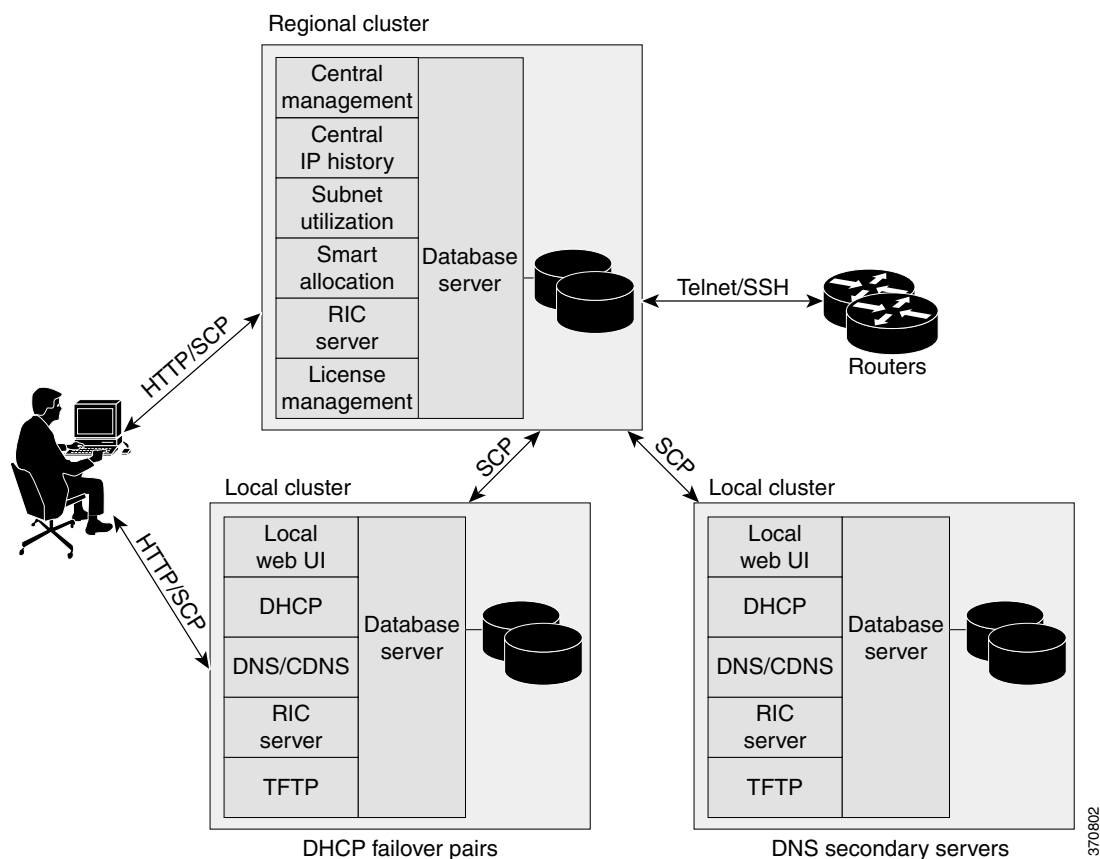 Regional cluster
Central
management
Central
IP history
Subnet
utilization
Smart
allocation
RIC
server
License
management
Database
server
Telnet/SSH
Routers
HTTP/SCP
HTTP/SCP
SCP
SCP
Local cluster
Local
web UI
DHCP
DNS/CDNS
RIC
server
TFTP
Database
server
DHCP failover pairs
Local cluster
Local
web UI
DHCP
DNS/CDNS
RIC
server
TFTP
Database
server
DNS secondary servers
370802